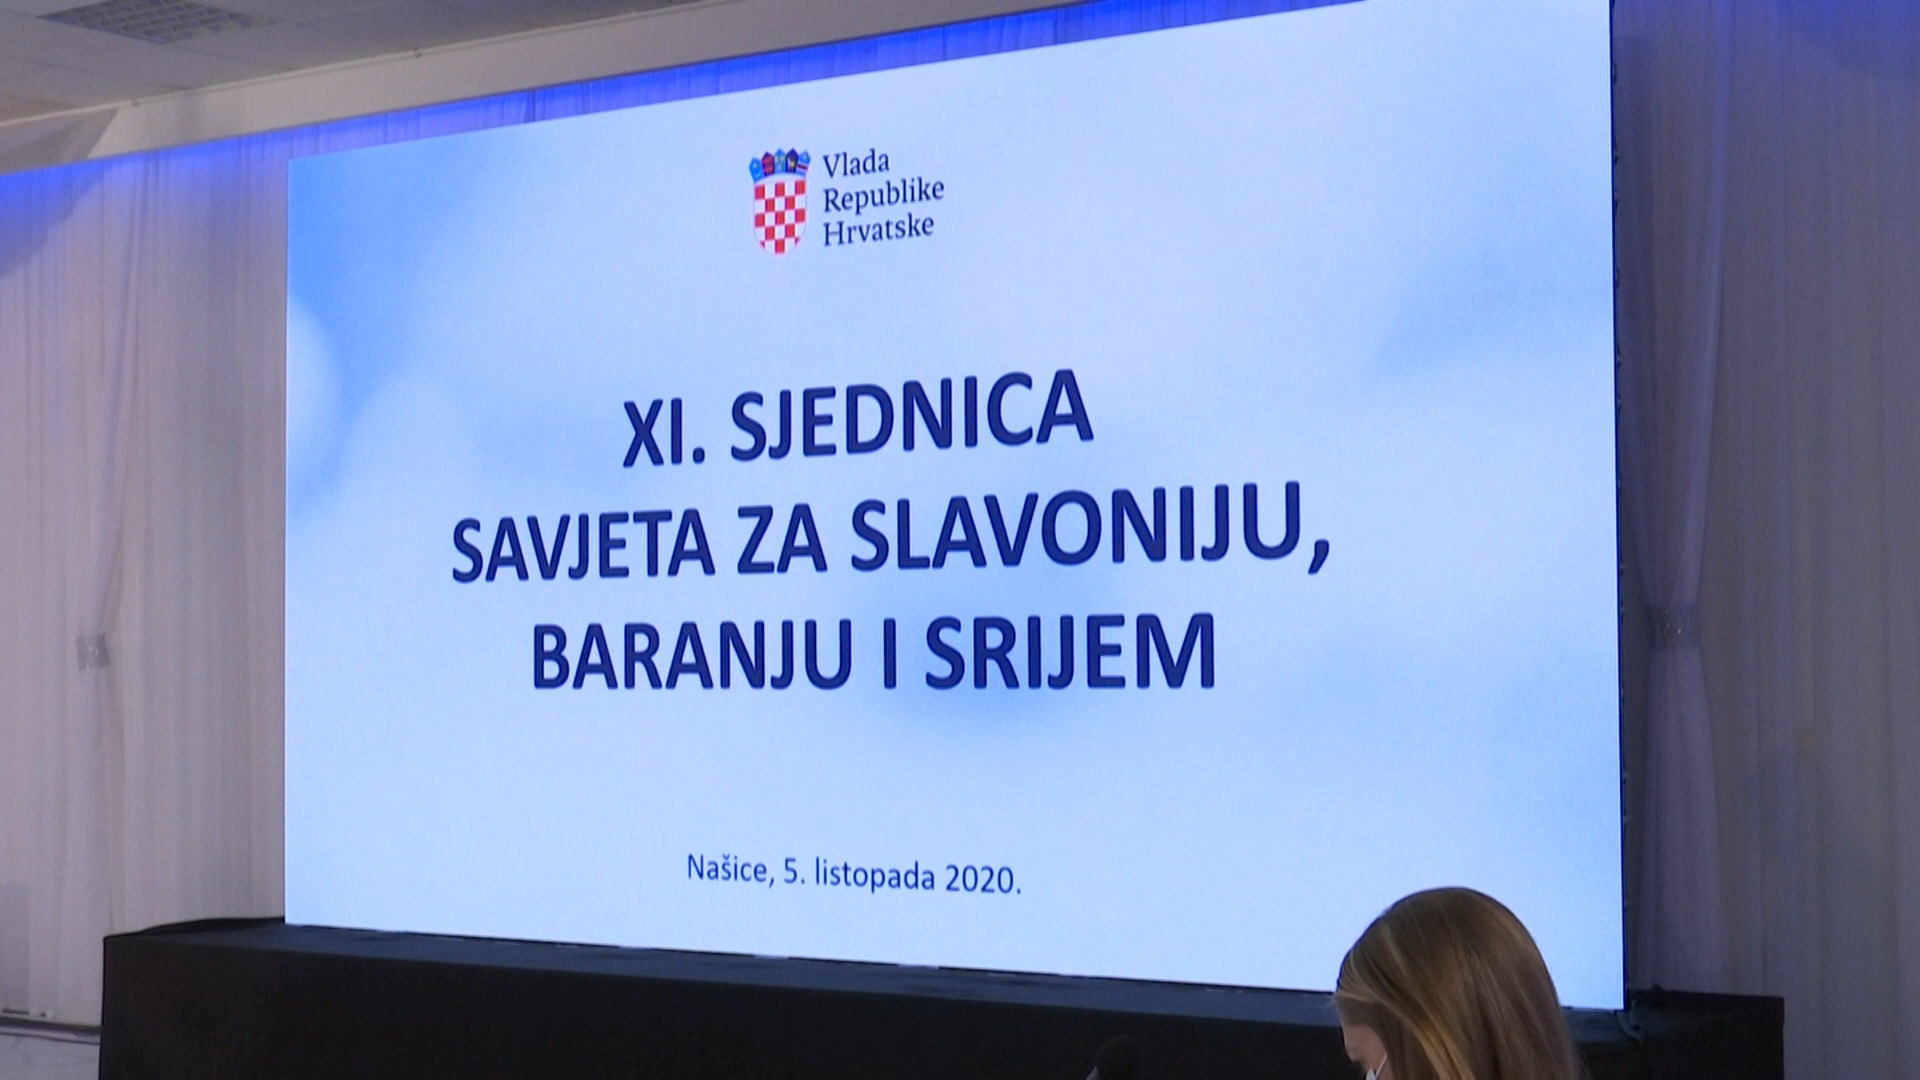 Vlada
Republike
Hrvatske
XI. SJEDNICA
SAVJETA ZA SLAVONIJU,
BARANJU I SRIJEM
Našice, 5. listopada 2020.